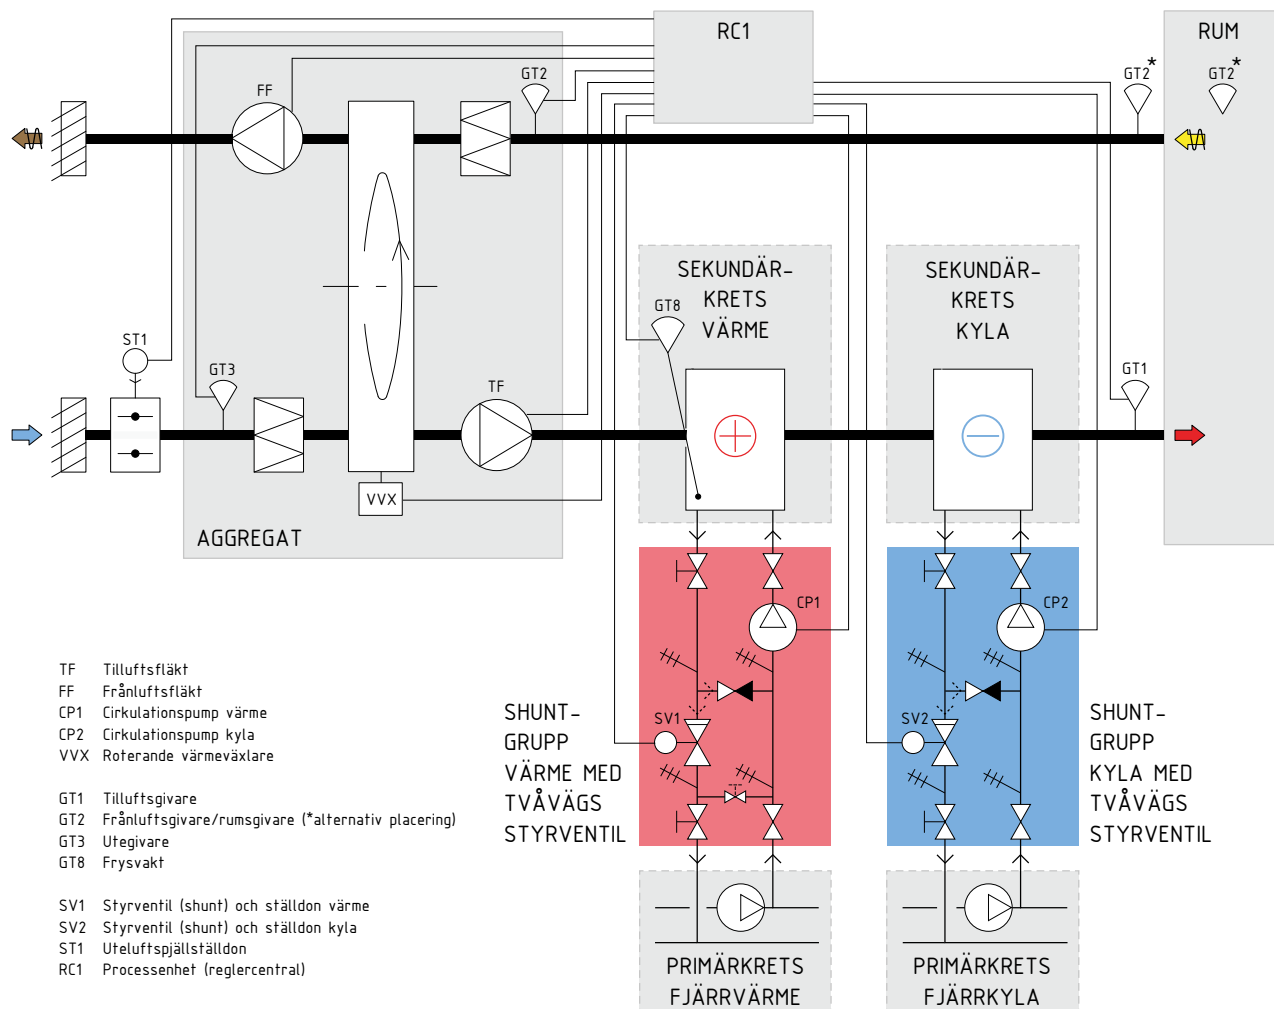 RC1
RUM
GT2
GT2*
GT2*
FF
ST1
GT3
TF
VVX
AGGREGAT
SEKUNDÄR-
KRETS
VÄRME
GT8
SEKUNDÄR-
KRETS
KYLA
GT1
CP1
CP2
SV1
SV2
SHUNT-
GRUPP
VÄRME MED
TVÅVÄGS
STYRVENTIL
SHUNT-
GRUPP
KYLA MED
TVÅVÄGS
STYRVENTIL
PRIMÄRKRETS
FJÄRRVÄRME
PRIMÄRKRETS
FJÄRRKYLA
TF Tilluftsfläkt
FF Frånluftsfläkt
CP1 Cirkulationspump värme
CP2 Cirkulationspump kyla
VVX Roterande värmeväxlare
GT1 Tilluftsgivare
GT2 Frånluftsgivare/rumsgivare (*alternativ placering)
GT3 Utegivare
GT8 Frysvakt
SV1 Styrventil (shunt) och ställdon värme
SV2 Styrventil (shunt) och ställdon kyla
ST1 Uteluftspjällställdon
RC1 Processenhet (reglercentral)